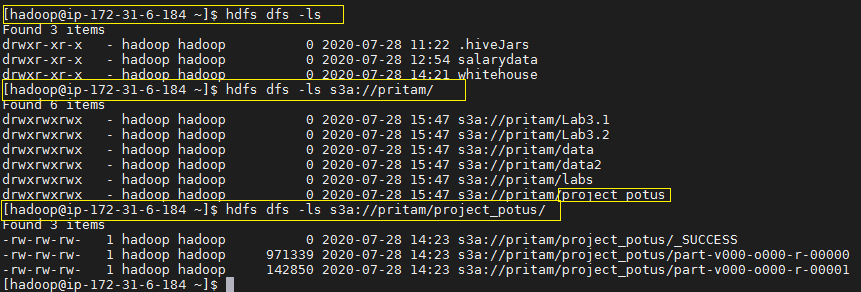 [hadoop@ip-172-31-6-184 ~]$ hdfs dfs -ls
Found 3 items
drwxr-xr-x   - hadoop hadoop          0 2020-07-28 11:22 .hiveJars
drwxr-xr-x   - hadoop hadoop          0 2020-07-28 12:54 salarydata
drwxr-xr-x   - hadoop hadoop          0 2020-07-28 14:21 whitehouse
[hadoop@ip-172-31-6-184 ~]$ hdfs dfs -ls s3a://pritam/
Found 6 items
drwxrwxrwx   - hadoop hadoop          0 2020-07-28 15:47 s3a://pritam/Lab3.1
drwxrwxrwx   - hadoop hadoop          0 2020-07-28 15:47 s3a://pritam/Lab3.2
drwxrwxrwx   - hadoop hadoop          0 2020-07-28 15:47 s3a://pritam/data
drwxrwxrwx   - hadoop hadoop          0 2020-07-28 15:47 s3a://pritam/data2
drwxrwxrwx   - hadoop hadoop          0 2020-07-28 15:47 s3a://pritam/labs
drwxrwxrwx   - hadoop hadoop          0 2020-07-28 15:47 s3a://pritam/project_potus
[hadoop@ip-172-31-6-184 ~]$ hdfs dfs -ls s3a://pritam/project_potus/
Found 3 items
-rw-rw-rw-   1 hadoop hadoop          0 2020-07-28 14:23 s3a://pritam/project_potus/_SUCCESS
-rw-rw-rw-   1 hadoop hadoop     971339 2020-07-28 14:23 s3a://pritam/project_potus/part-v000-o000-r-00000
-rw-rw-rw-   1 hadoop hadoop     142850 2020-07-28 14:23 s3a://pritam/project_potus/part-v000-o000-r-00001
[hadoop@ip-172-31-6-184 ~]$